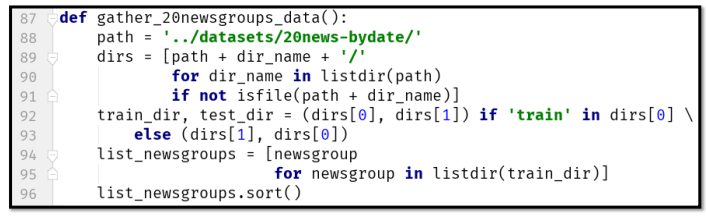 87 def gather_20newsgroups_data():
88 path = '../datasets/20news-bydate/'
89 dirs = [path + dir_name + '/'
90 for dir_name in listdir(path)
91 if not isfile(path + dir_name)]
92 train_dir, test_dir = (dirs[0], dirs[1]) if 'train' in dirs[0] \
93 else (dirs[1], dirs[0])
94 list_newsgroups = [newsgroup
95 for newsgroup in listdir(train_dir)]
96 list_newsgroups.sort()